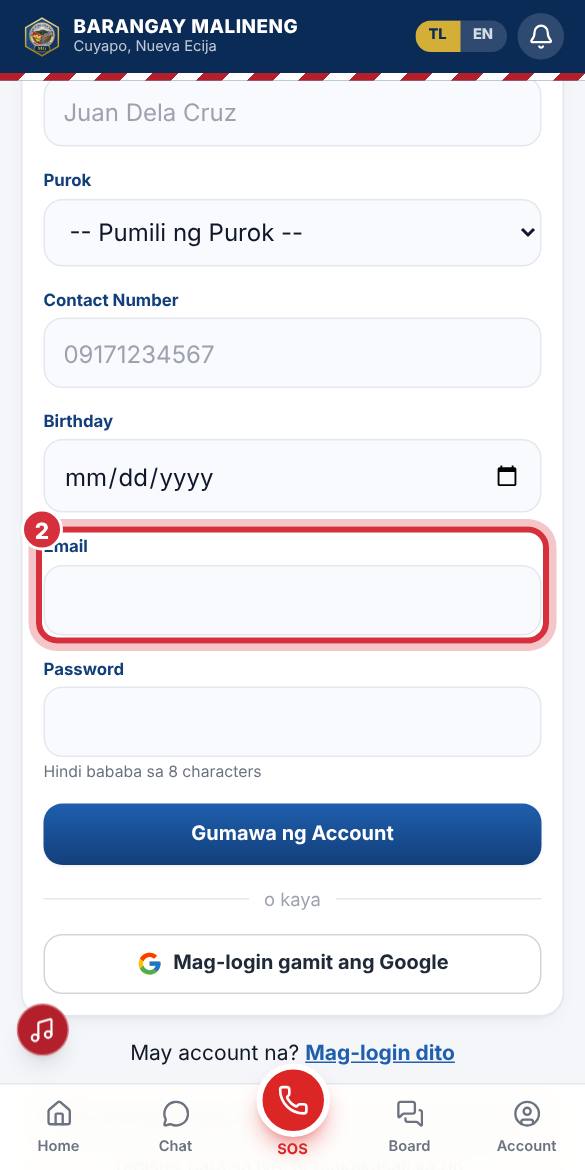 BARANGAY MALINENG
Cuyapo, Nueva Ecija
TL EN
Juan Dela Cruz
Purok
-- Pumili ng Purok --
Contact Number
09171234567
Birthday
mm/dd/yyyy
2
Email
Password
Hindi bababa sa 8 characters
Gumawa ng Account
o kaya
Mag-login gamit ang Google
May account na? Mag-login dito
Home Chat SOS Board Account